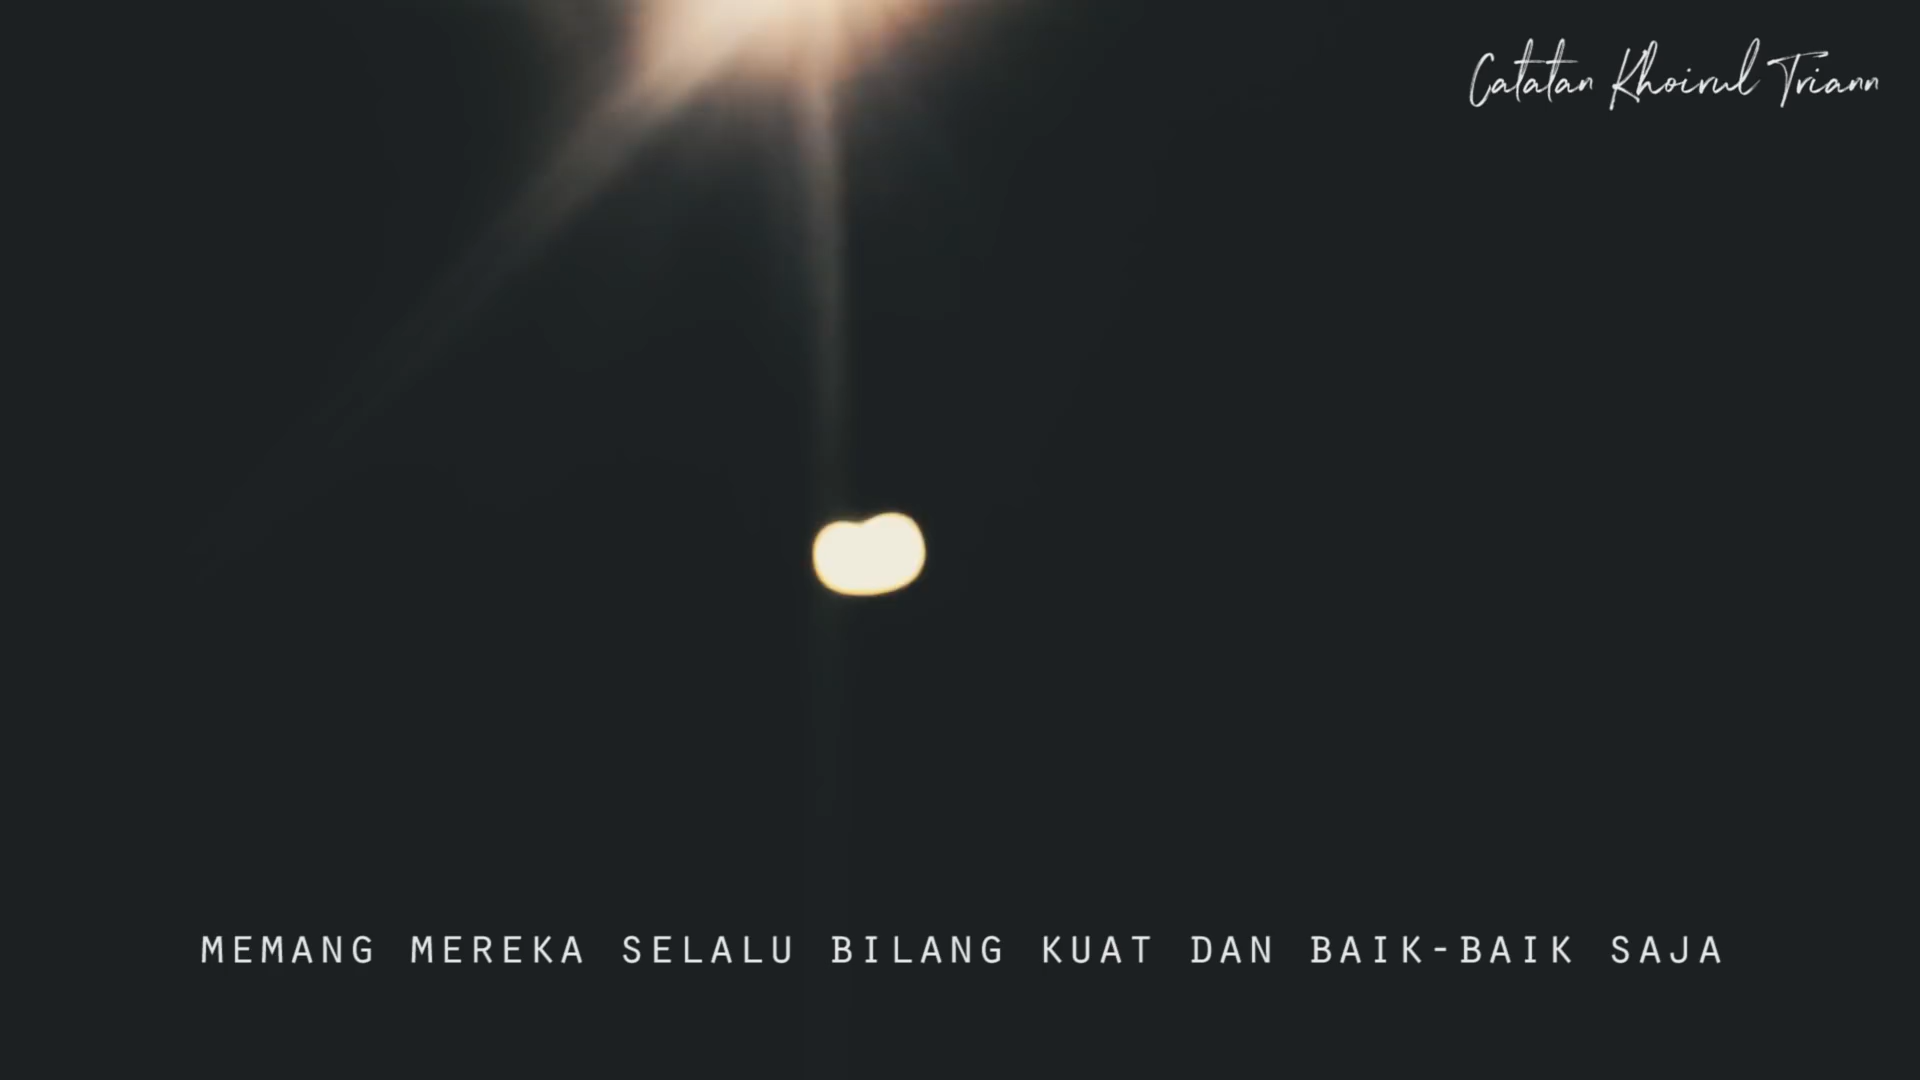 Catatan Khoirul Triann
MEMANG MEREKA SELALU BILANG KUAT DAN BAIK-BAIK SAJA